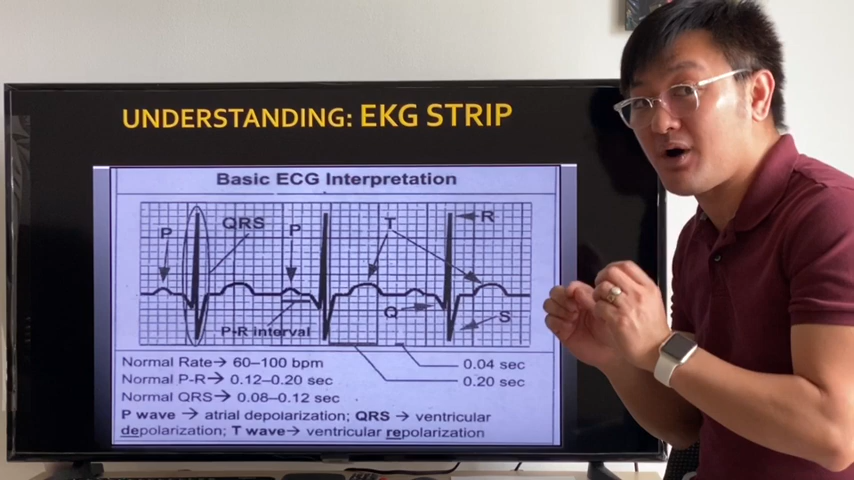 UNDERSTANDING: EKG STRIP
Basic ECG Interpretation
P
QRS
P
T
R
P-R interval
Q
S
Normal Rate→ 60–100 bpm
0.04 sec
Normal P-R→ 0.12–0.20 sec
0.20 sec
Normal QRS→ 0.08–0.12 sec
P wave → atrial depolarization; QRS → ventricular
depolarization; T wave→ ventricular repolarization